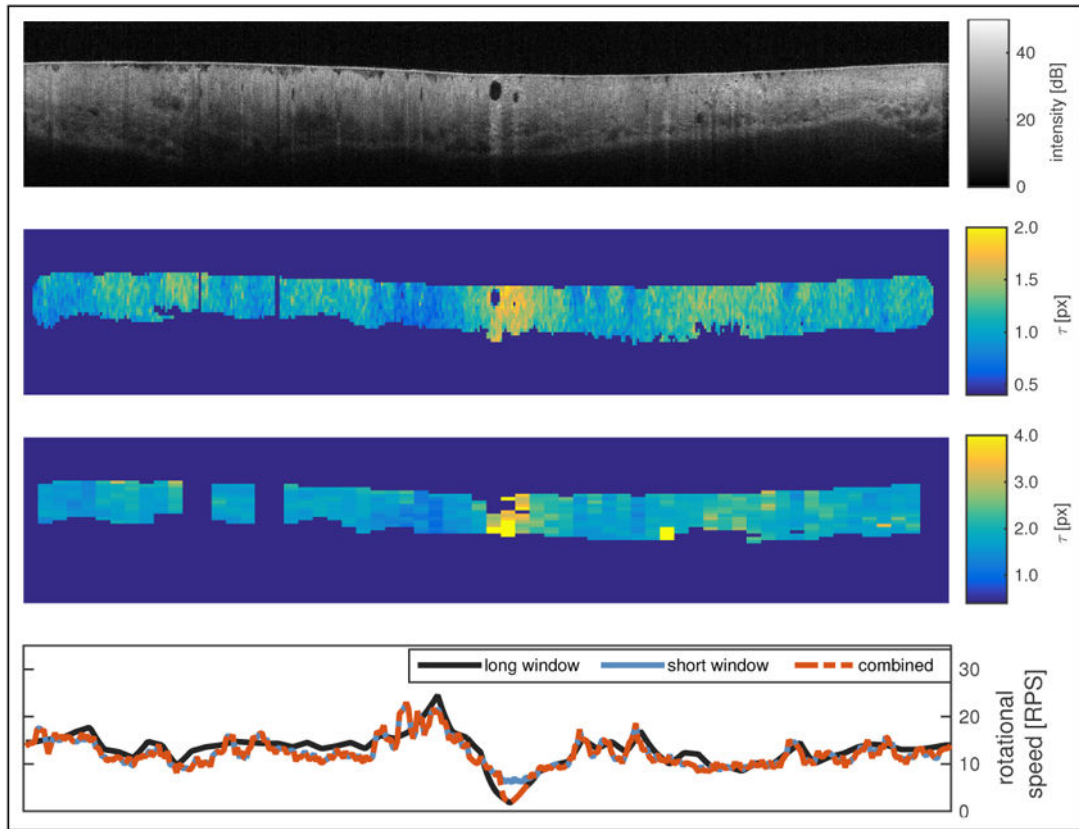 40
20
0
intensity [dB]
2.0
1.5
1.0
0.5
τ [px]
4.0
3.0
2.0
1.0
τ [px]
long window short window combined
30
20
10
0
rotational
speed [RPS]